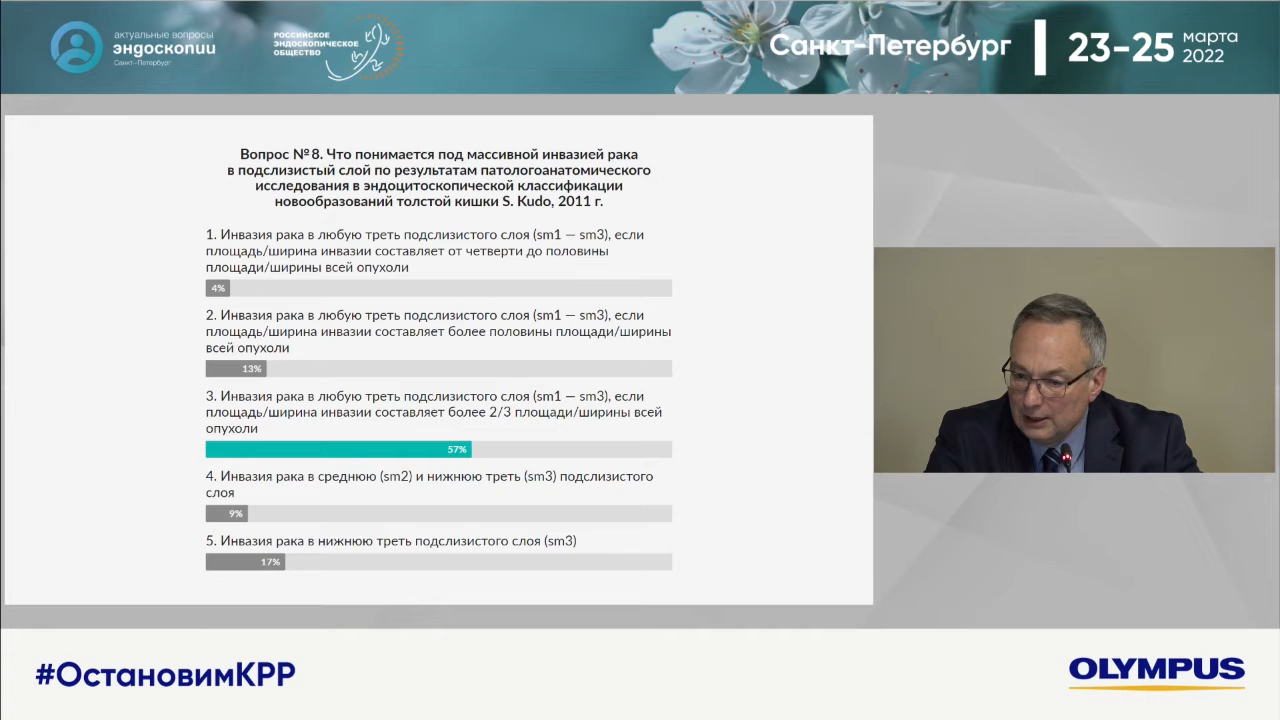 актуальные вопросы
эндоскопии
Санкт-Петербург
РОССИЙСКОЕ
ЭНДОСКОПИЧЕСКОЕ
ОБЩЕСТВО
Санкт-Петербург
23-25
марта
2022
Вопрос №8. Что понимается под массивной инвазией рака
в подслизистый слой по результатам патологоанатомического
исследования в эндоцитоскопической классификации
новообразований толстой кишки S. Kudo, 2011 г.
1. Инвазия рака в любую треть подслизистого слоя (sm1 — sm3), если
площадь/ширина инвазии составляет от четверти до половины
площади/ширины всей опухоли
4%
2. Инвазия рака в любую треть подслизистого слоя (sm1 — sm3), если
площадь/ширина инвазии составляет более половины площади/ширины
всей опухоли
13%
3. Инвазия рака в любую треть подслизистого слоя (sm1 — sm3), если
площадь/ширина инвазии составляет более 2/3 площади/ширины всей
опухоли
57%
4. Инвазия рака в среднюю (sm2) и нижнюю треть (sm3) подслизистого
слоя
9%
5. Инвазия рака в нижнюю треть подслизистого слоя (sm3)
17%
#ОстановимКРР
OLYMPUS